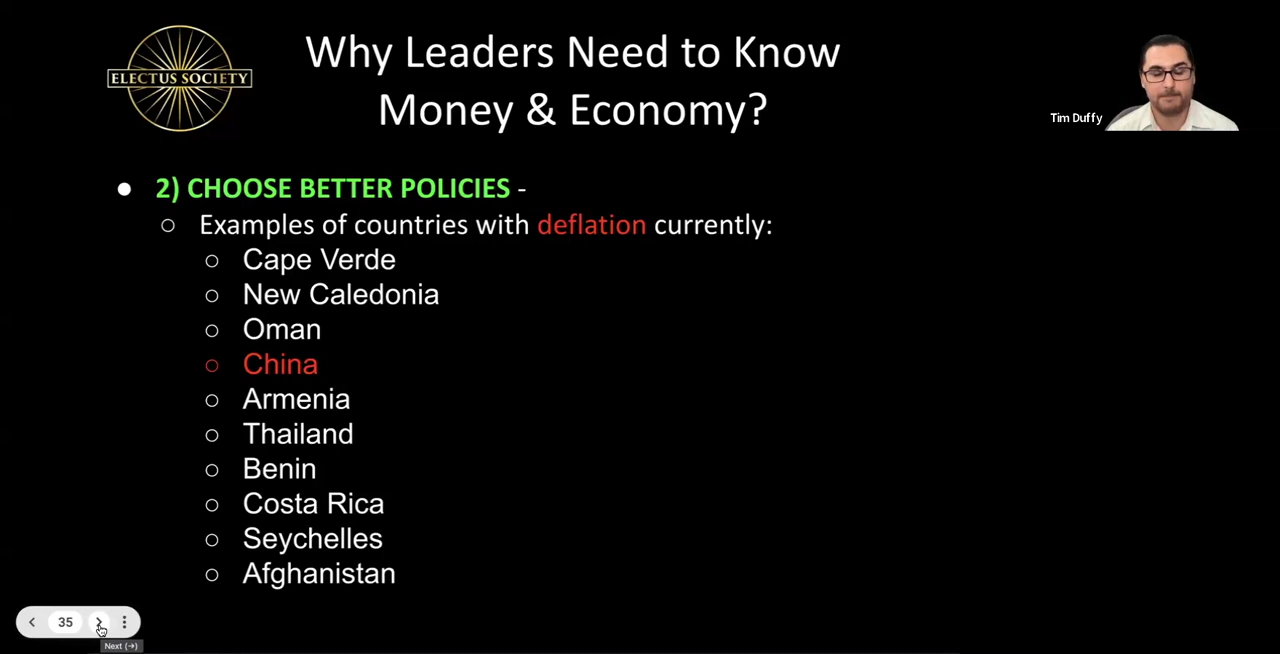 ELECTUS SOCIETY
Why Leaders Need to Know
Money & Economy?
Tim Duffy
● 2) CHOOSE BETTER POLICIES -
○ Examples of countries with deflation currently:
○ Cape Verde
○ New Caledonia
○ Oman
○ China
○ Armenia
○ Thailand
○ Benin
○ Costa Rica
○ Seychelles
○ Afghanistan
35
Next (→)